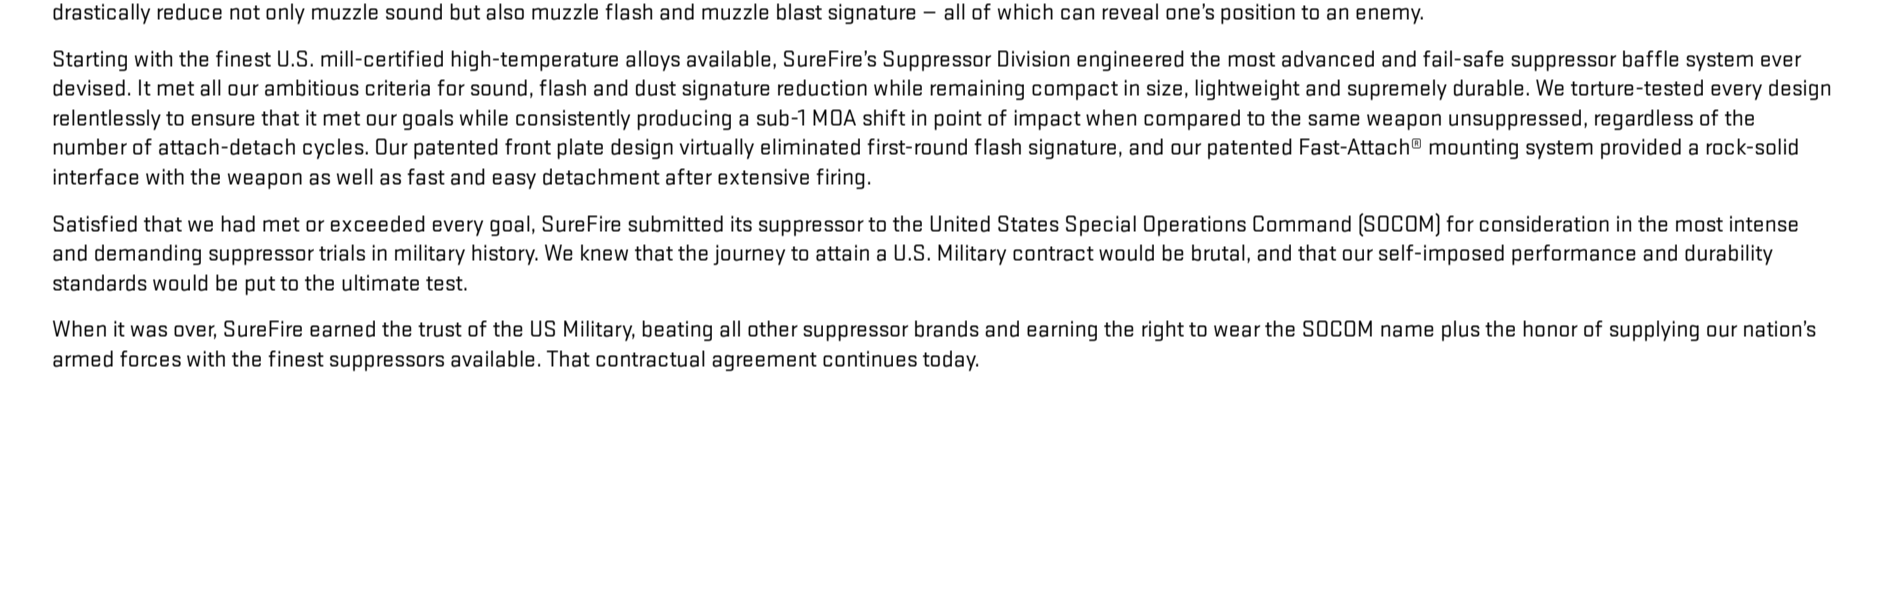 drastically reduce not only muzzle sound but also muzzle flash and muzzle blast signature – all of which can reveal one's position to an enemy.
Starting with the finest U.S. mill-certified high-temperature alloys available, SureFire's Suppressor Division engineered the most advanced and fail-safe suppressor baffle system ever
devised. It met all our ambitious criteria for sound, flash and dust signature reduction while remaining compact in size, lightweight and supremely durable. We torture-tested every design
relentlessly to ensure that it met our goals while consistently producing a sub-1 MOA shift in point of impact when compared to the same weapon unsuppressed, regardless of the
number of attach-detach cycles. Our patented front plate design virtually eliminated first-round flash signature, and our patented Fast-Attach® mounting system provided a rock-solid
interface with the weapon as well as fast and easy detachment after extensive firing.
Satisfied that we had met or exceeded every goal, SureFire submitted its suppressor to the United States Special Operations Command (SOCOM) for consideration in the most intense
and demanding suppressor trials in military history. We knew that the journey to attain a U.S. Military contract would be brutal, and that our self-imposed performance and durability
standards would be put to the ultimate test.
When it was over, SureFire earned the trust of the US Military, beating all other suppressor brands and earning the right to wear the SOCOM name plus the honor of supplying our nation's
armed forces with the finest suppressors available. That contractual agreement continues today.